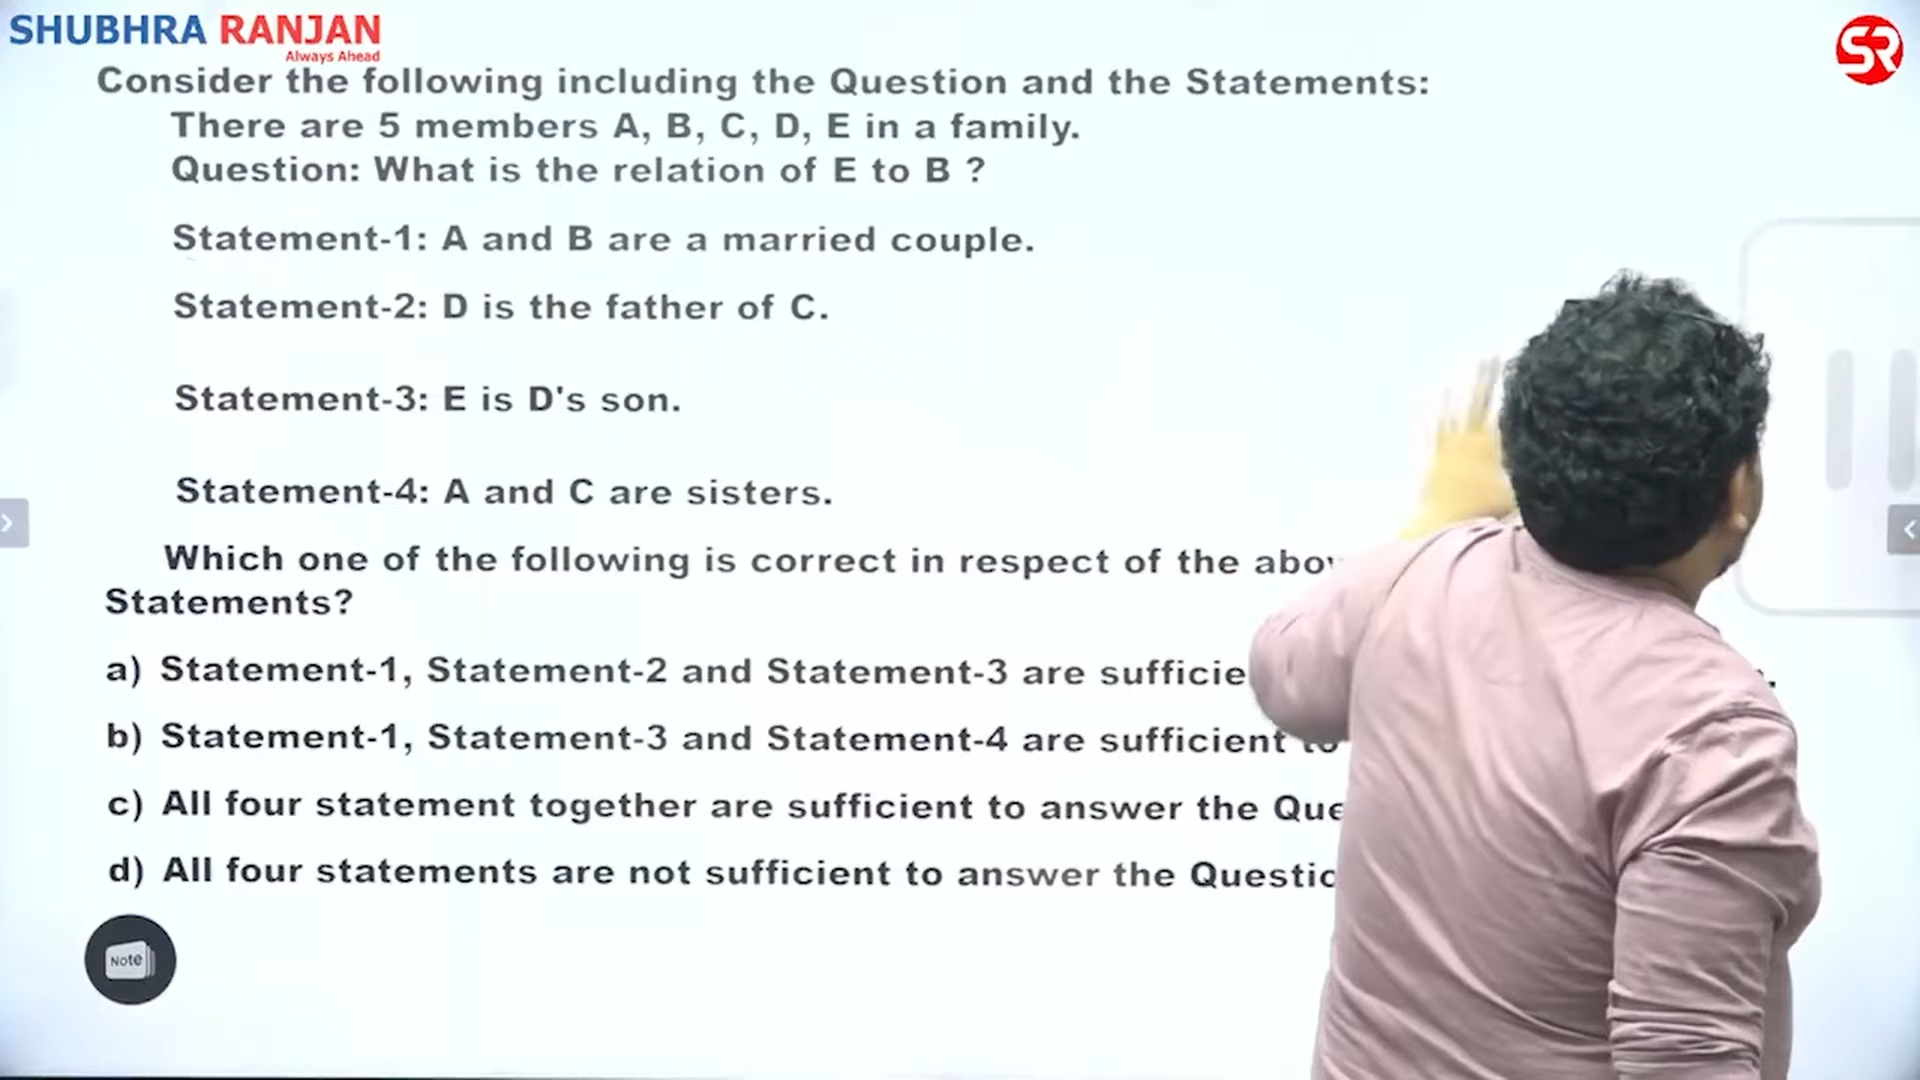 SHUBHRA RANJAN
Always Ahead
SR
Consider the following including the Question and the Statements:
There are 5 members A, B, C, D, E in a family.
Question: What is the relation of E to B ?
Statement-1: A and B are a married couple.
Statement-2: D is the father of C.
Statement-3: E is D's son.
Statement-4: A and C are sisters.
Which one of the following is correct in respect of the
Statements?
a) Statement-1, Statement-2 and Statement-3 are
b) Statement-1, Statement-3 and Statement-4 are sufficient
c) All four statement together are sufficient to answer the
d) All four statements are not sufficient to answer the
Note